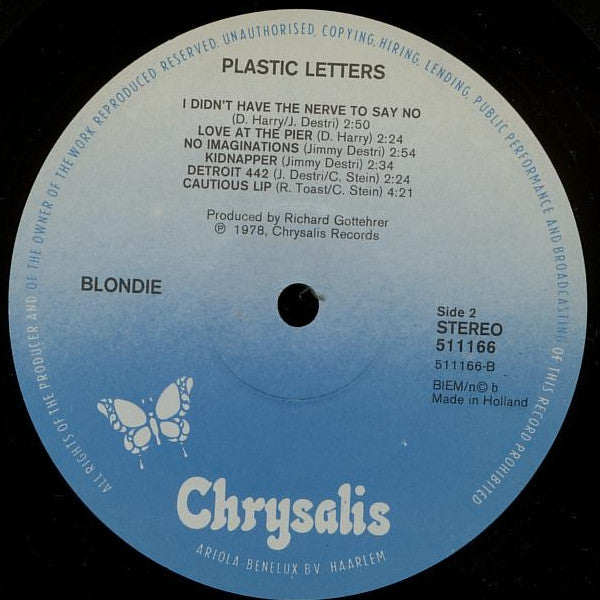 ALL RIGHTS OF THE PRODUCER AND OF THE OWNER OF THE WORK REPRODUCED RESERVED. UNAUTHORISED, COPYING, HIRING, LENDING, PUBLIC PERFORMANCE AND BROADCASTING OF THIS RECORD PROHIBITED
PLASTIC LETTERS
I DIDN'T HAVE THE NERVE TO SAY NO
(D. Harry/J. Destri) 2:50
LOVE AT THE PIER (D. Harry) 2:24
NO IMAGINATIONS (Jimmy Destri) 2:54
KIDNAPPER (Jimmy Destri) 2:34
DETROIT 442 (J. Destri/C. Stein) 2:24
CAUTIOUS LIP (R. Toast/C. Stein) 4:21
Produced by Richard Gottehrer
℗ 1978, Chrysalis Records
BLONDIE
Side 2
STEREO
511166
511166-B
BIEM/n© b
Made in Holland
Chrysalis
ARIOLA-BENELUX B.V. HAARLEM